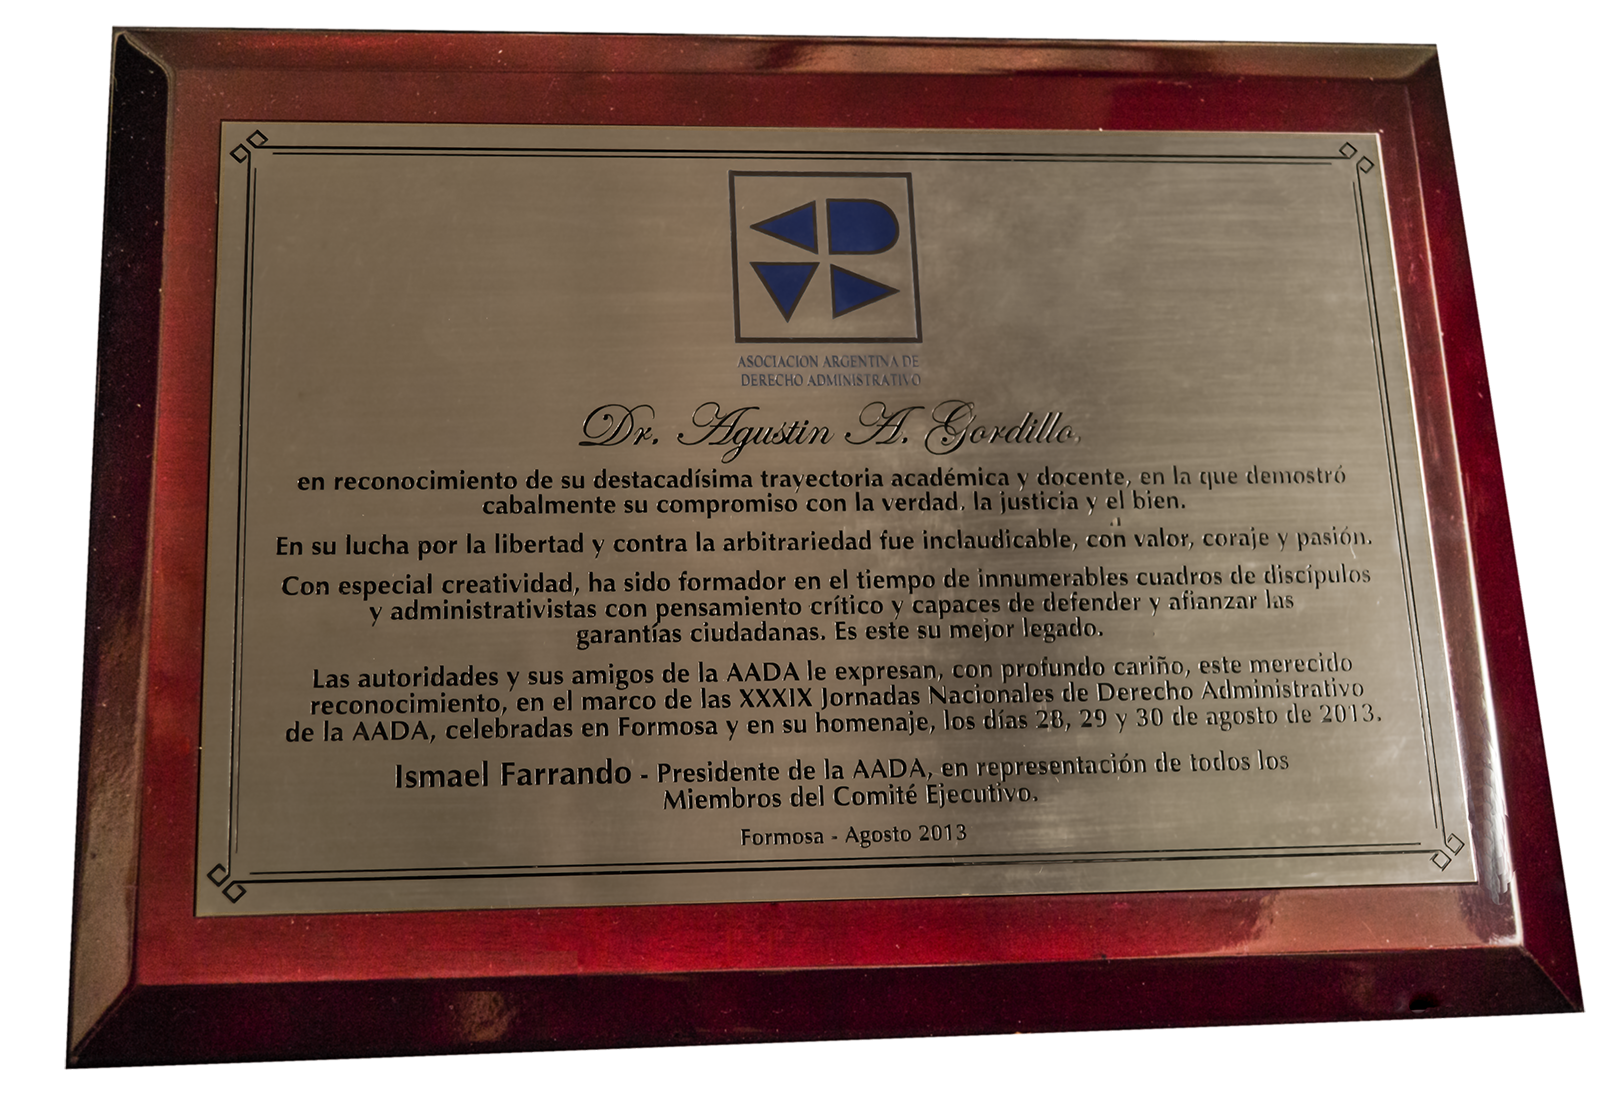 ASOCIACION ARGENTINA DE
DERECHO ADMINISTRATIVO
Dr. Agustin A. Gordillo,
en reconocimiento de su destacadísima trayectoria académica y docente, en la que demostró
cabalmente su compromiso con la verdad, la justicia y el bien.
En su lucha por la libertad y contra la arbitrariedad fue inclaudicable, con valor, coraje y pasión.
Con especial creatividad, ha sido formador en el tiempo de innumerables cuadros de discípulos
y administrativistas con pensamiento crítico y capaces de defender y afianzar las
garantías ciudadanas. Es este su mejor legado.
Las autoridades y sus amigos de la AADA le expresan, con profundo cariño, este merecido
reconocimiento, en el marco de las XXXIX Jornadas Nacionales de Derecho Administrativo
de la AADA, celebradas en Formosa y en su homenaje, los días 28, 29 y 30 de agosto de 2013.
Ismael Farrando - Presidente de la AADA, en representación de todos los
Miembros del Comité Ejecutivo.
Formosa - Agosto 2013